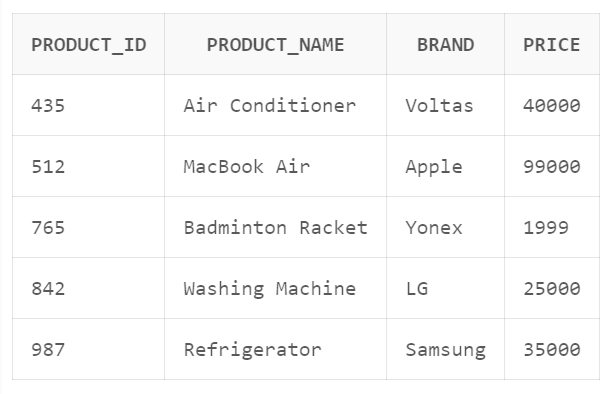 PRODUCT_ID PRODUCT_NAME BRAND PRICE
435 Air Conditioner Voltas 40000
512 MacBook Air Apple 99000
765 Badminton Racket Yonex 1999
842 Washing Machine LG 25000
987 Refrigerator Samsung 35000